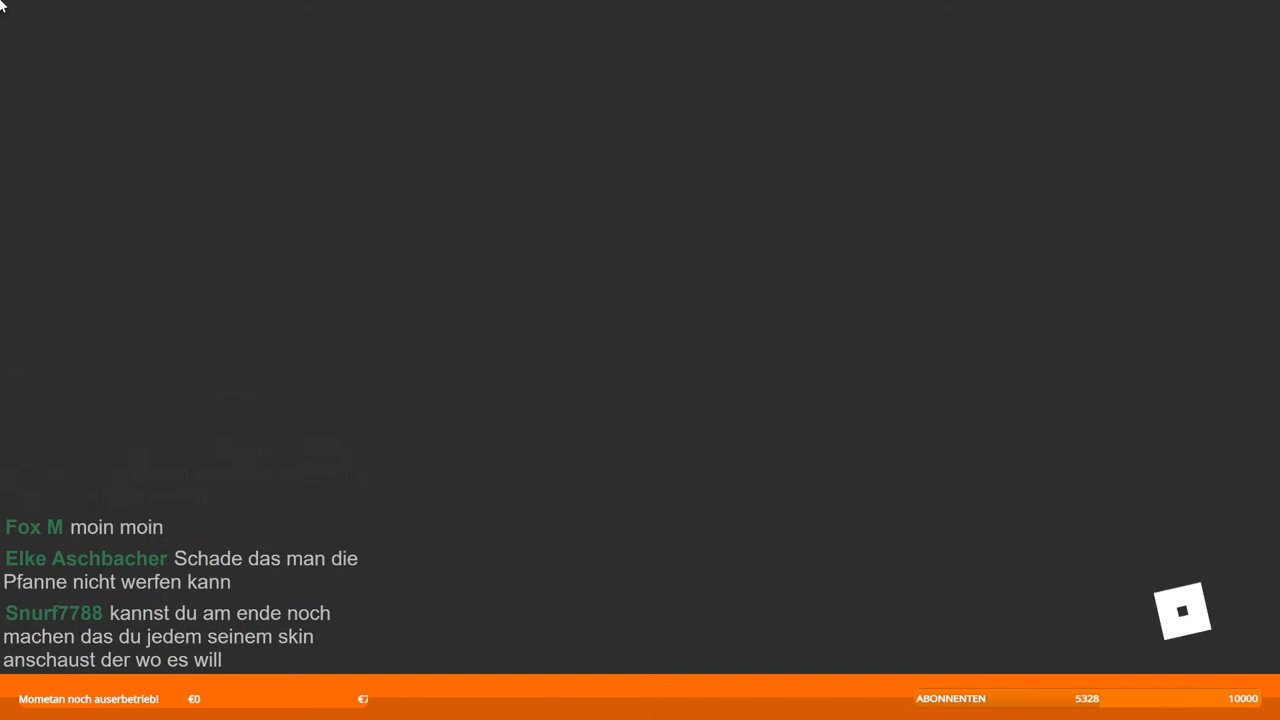 Fox M moin moin
Elke Aschbacher Schade das man die
Pfanne nicht werfen kann
Snurf7788 kannst du am ende noch
machen das du jedem seinem skin
anschaust der wo es will
Mometan noch auserbetrieb! €0 €7
ABONNENTEN 5328 10000